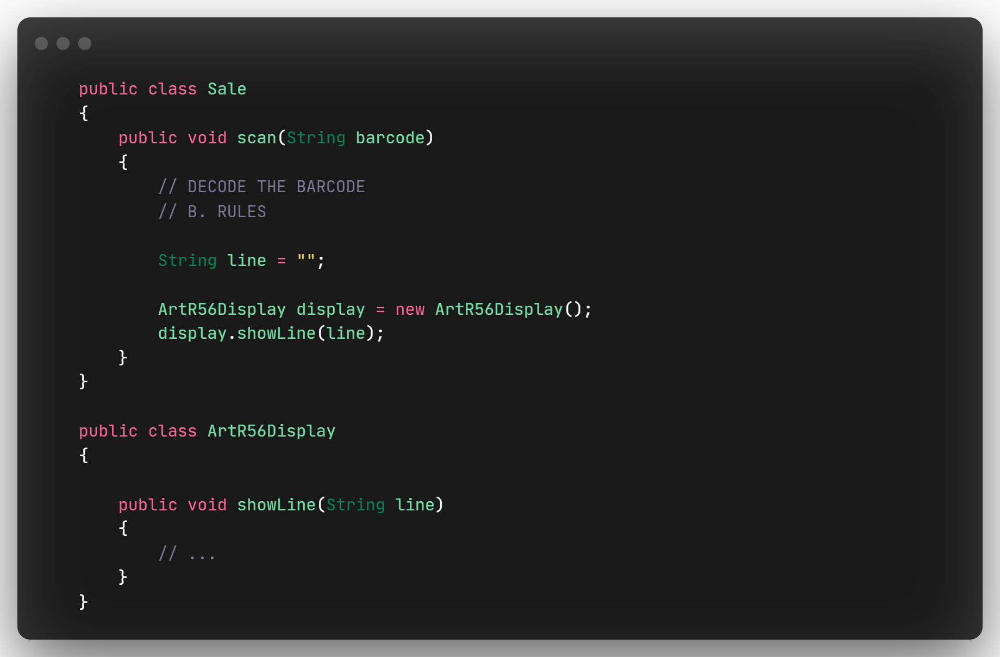 public class Sale
{
    public void scan(String barcode)
    {
        // DECODE THE BARCODE
        // B. RULES

        String line = "";

        ArtR56Display display = new ArtR56Display();
        display.showLine(line);
    }
}

public class ArtR56Display
{

    public void showLine(String line)
    {
        // ...
    }
}